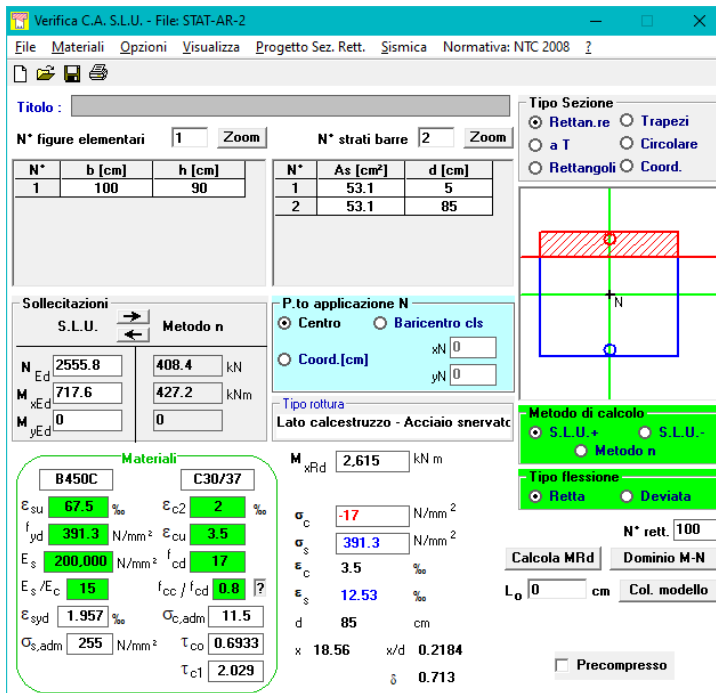 Verifica C.A. S.L.U. - File: STAT-AR-2
File Materiali Opzioni Visualizza Progetto Sez. Rett. Sismica Normativa: NTC 2008 ?
Titolo :
N° figure elementari 1 Zoom N° strati barre 2 Zoom
N° b [cm] h [cm]
1 100 90
N° As [cm²] d [cm]
1 53.1 5
2 53.1 85
Tipo Sezione
Rettan.re Trapezi
a T Circolare
Rettangoli Coord.
N
Sollecitazioni
S.L.U. Metodo n
N Ed 2555.8 408.4 kN
M xEd 717.6 427.2 kNm
M yEd 0 0
P.to applicazione N
Centro Baricentro cls
Coord.[cm] xN 0
yN 0
Tipo rottura
Lato calcestruzzo - Acciaio snervato
Metodo di calcolo
S.L.U.+ S.L.U.-
Metodo n
Tipo flessione
Retta Deviata
N° rett. 100
Calcola MRd Dominio M-N
L₀ 0 cm Col. modello
Precompresso
Materiali
B450C C30/37
εsu 67.5 ‰ εc2 2 ‰
fyd 391.3 N/mm² εcu 3.5
Es 200,000 N/mm² fcd 17
Es/Ec 15 fcc / fcd 0.8 ?
εsyd 1.957 ‰ σc,adm 11.5
σs,adm 255 N/mm² τco 0.6933
τc1 2.029
M xRd 2,615 kN m
σc -17 N/mm²
σs 391.3 N/mm²
εc 3.5 ‰
εs 12.53 ‰
d 85 cm
x 18.56 x/d 0.2184
δ 0.713